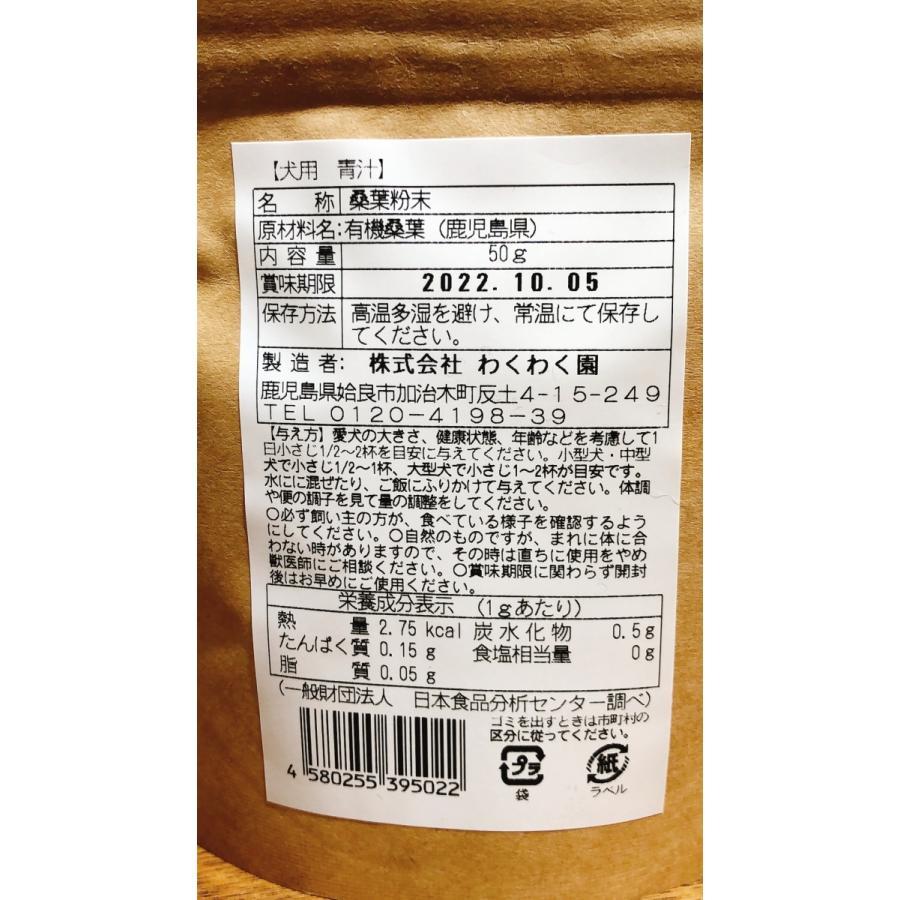 【犬用 青汁】
名 称 桑葉粉末
原材料名:有機桑葉（鹿児島県）
内容量 50g
賞味期限 2022.10.05
保存方法 高温多湿を避け、常温にて保存し
てください。
製造者: 株式会社 わくわく園
鹿児島県姶良市加治木町反土4-15-249
TEL 0120-4198-39
【与え方】愛犬の大きさ、健康状態、年齢などを考慮して1
日小さじ1/2～2杯を目安に与えてください。小型犬・中型
犬で小さじ1/2～1杯、大型犬で小さじ1～2杯が目安です。
水にに混ぜたり、ご飯にふりかけて与えてください。体調
や便の調子を見て量の調整をしてください。
○必ず飼い主の方が、食べている様子を確認するよう
にしてください。○自然のものですが、まれに体に合
わない時がありますので、その時は直ちに使用をやめ
獣医師にご相談ください。○賞味期限に関わらず開封
後はお早めにご使用ください。
栄養成分表示 （1gあたり）
熱 量 2.75 kcal 炭水化物 0.5g
たんぱく質 0.15 g 食塩相当量 0g
脂 質 0.05 g
（一般財団法人 日本食品分析センター調べ）
ゴミを出すときは市町村の
区分に従ってください。
プラ 紙
袋 ラベル
4 580255 395022